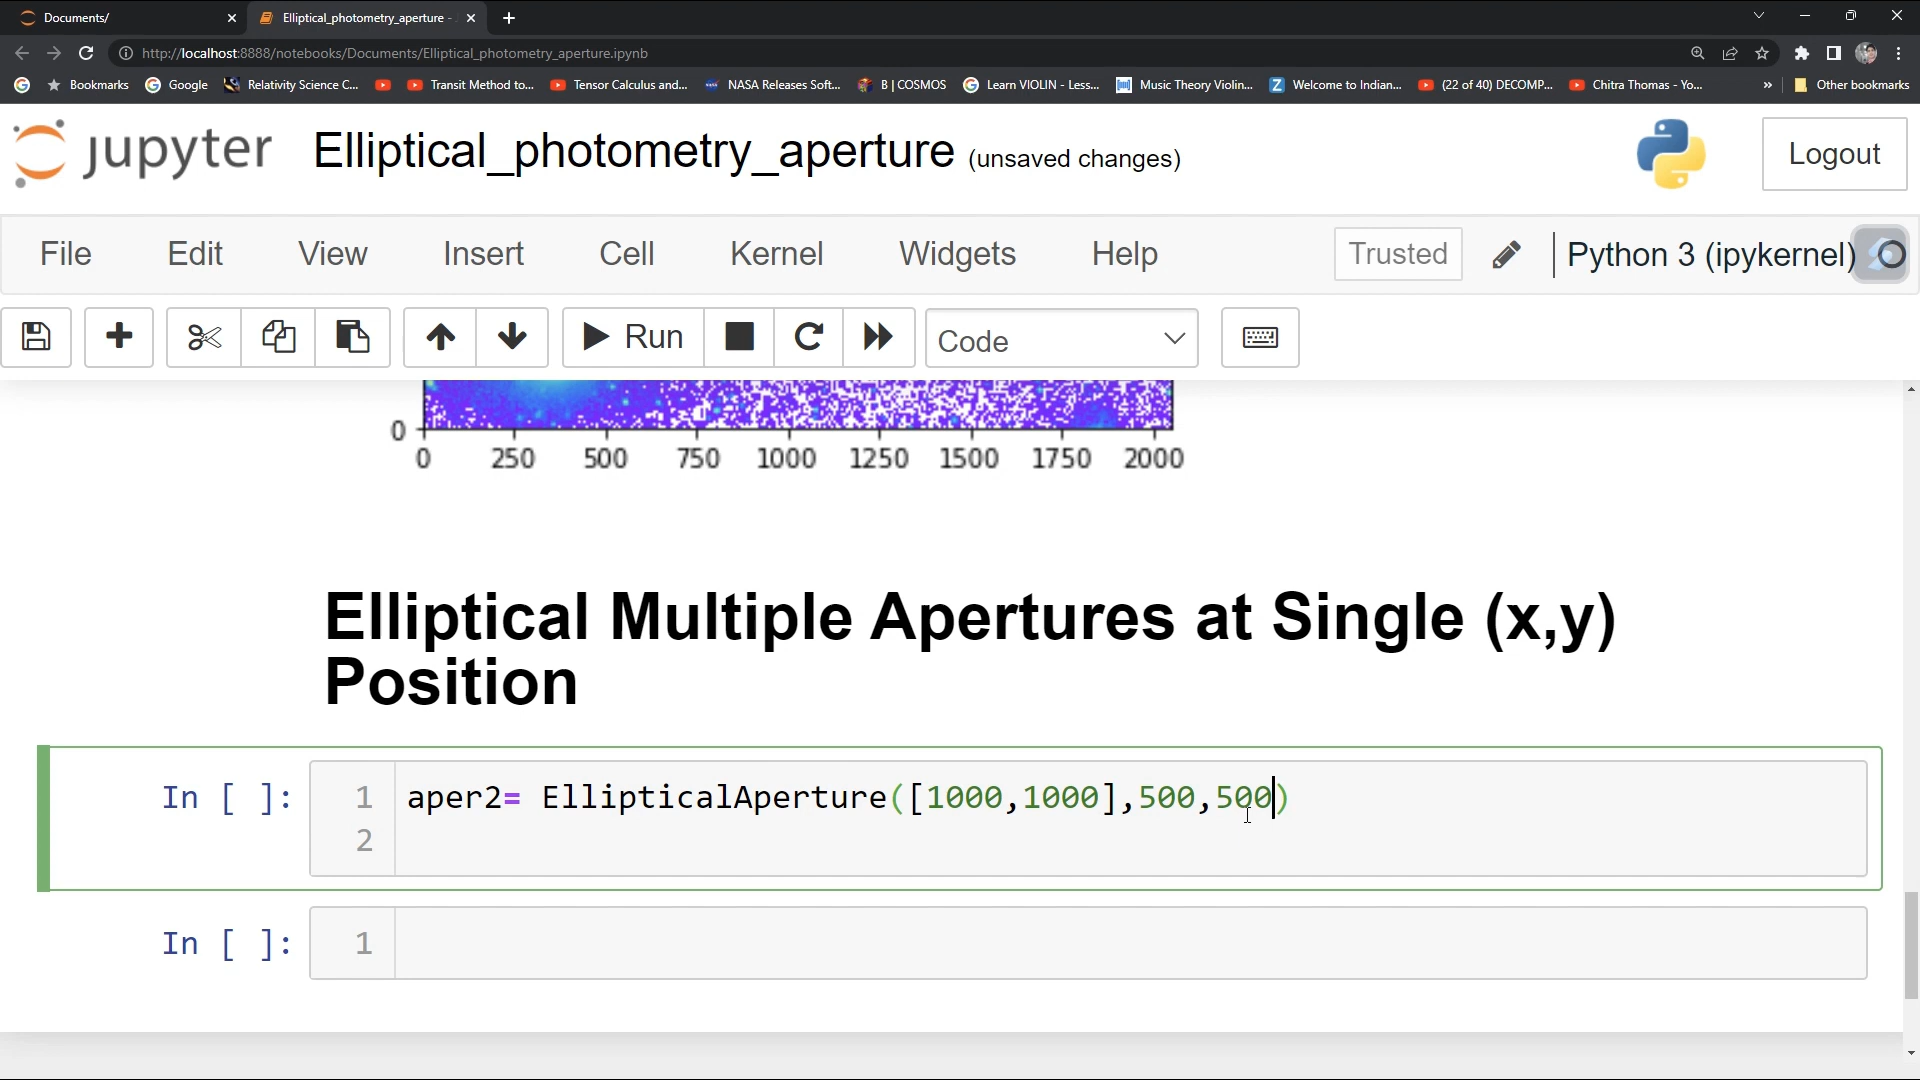 Documents/
Elliptical_photometry_aperture -
http://localhost:8888/notebooks/Documents/Elliptical_photometry_aperture.ipynb
Bookmarks Google Relativity Science C... Transit Method to... Tensor Calculus and... NASA Releases Soft... B | COSMOS Learn VIOLIN - Less... Music Theory Violin... Welcome to Indian... (22 of 40) DECOMP... Chitra Thomas - Yo... » Other bookmarks
jupyter Elliptical_photometry_aperture (unsaved changes) Logout
File Edit View Insert Cell Kernel Widgets Help Trusted Python 3 (ipykernel)
Run Code
0
0 250 500 750 1000 1250 1500 1750 2000
Elliptical Multiple Apertures at Single (x,y)
Position
In [ ]: 1 aper2= EllipticalAperture([1000,1000],500,500)
2
In [ ]: 1